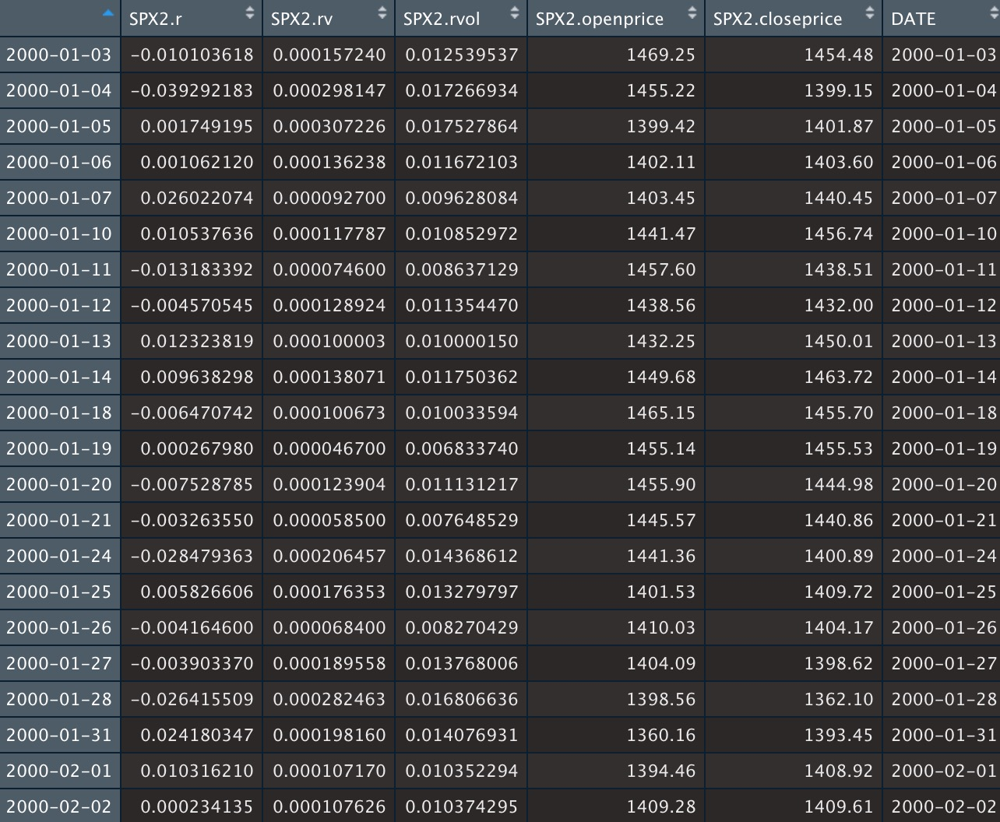 SPX2.r SPX2.rv SPX2.rvol SPX2.openprice SPX2.closeprice DATE
2000-01-03 -0.010103618 0.000157240 0.012539537 1469.25 1454.48 2000-01-03
2000-01-04 -0.039292183 0.000298147 0.017266934 1455.22 1399.15 2000-01-04
2000-01-05 0.001749195 0.000307226 0.017527864 1399.42 1401.87 2000-01-05
2000-01-06 0.001062120 0.000136238 0.011672103 1402.11 1403.60 2000-01-06
2000-01-07 0.026022074 0.000092700 0.009628084 1403.45 1440.45 2000-01-07
2000-01-10 0.010537636 0.000117787 0.010852972 1441.47 1456.74 2000-01-10
2000-01-11 -0.013183392 0.000074600 0.008637129 1457.60 1438.51 2000-01-11
2000-01-12 -0.004570545 0.000128924 0.011354470 1438.56 1432.00 2000-01-12
2000-01-13 0.012323819 0.000100003 0.010000150 1432.25 1450.01 2000-01-13
2000-01-14 0.009638298 0.000138071 0.011750362 1449.68 1463.72 2000-01-14
2000-01-18 -0.006470742 0.000100673 0.010033594 1465.15 1455.70 2000-01-18
2000-01-19 0.000267980 0.000046700 0.006833740 1455.14 1455.53 2000-01-19
2000-01-20 -0.007528785 0.000123904 0.011131217 1455.90 1444.98 2000-01-20
2000-01-21 -0.003263550 0.000058500 0.007648529 1445.57 1440.86 2000-01-21
2000-01-24 -0.028479363 0.000206457 0.014368612 1441.36 1400.89 2000-01-24
2000-01-25 0.005826606 0.000176353 0.013279797 1401.53 1409.72 2000-01-25
2000-01-26 -0.004164600 0.000068400 0.008270429 1410.03 1404.17 2000-01-26
2000-01-27 -0.003903370 0.000189558 0.013768006 1404.09 1398.62 2000-01-27
2000-01-28 -0.026415509 0.000282463 0.016806636 1398.56 1362.10 2000-01-28
2000-01-31 0.024180347 0.000198160 0.014076931 1360.16 1393.45 2000-01-31
2000-02-01 0.010316210 0.000107170 0.010352294 1394.46 1408.92 2000-02-01
2000-02-02 0.000234135 0.000107626 0.010374295 1409.28 1409.61 2000-02-02